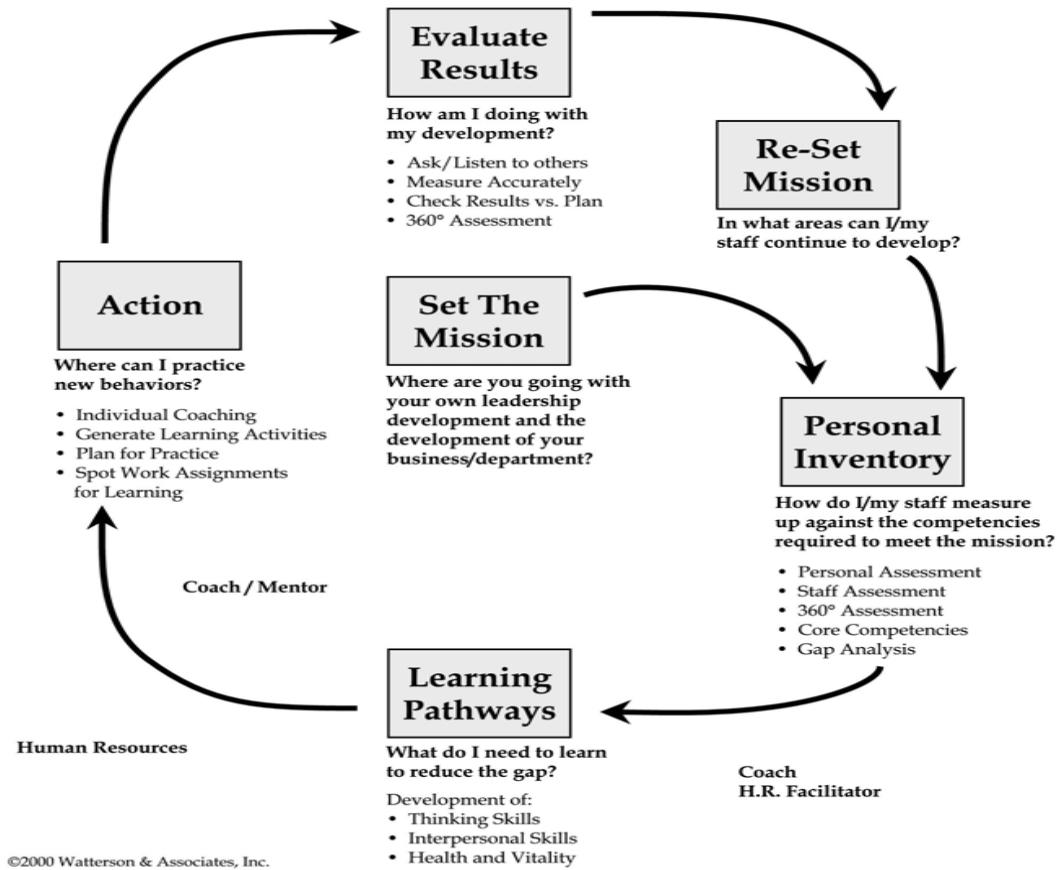 Evaluate
Results
How am I doing with
my development?
• Ask/Listen to others
• Measure Accurately
• Check Results vs. Plan
• 360° Assessment
Re-Set
Mission
In what areas can I/my
staff continue to develop?
Action
Where can I practice
new behaviors?
• Individual Coaching
• Generate Learning Activities
• Plan for Practice
• Spot Work Assignments
for Learning
Set The
Mission
Where are you going with
your own leadership
development and the
development of your
business/department?
Personal
Inventory
How do I/my staff measure
up against the competencies
required to meet the mission?
• Personal Assessment
• Staff Assessment
• 360° Assessment
• Core Competencies
• Gap Analysis
Coach / Mentor
Learning
Pathways
What do I need to learn
to reduce the gap?
Development of:
• Thinking Skills
• Interpersonal Skills
• Health and Vitality
Human Resources
Coach
H.R. Facilitator
©2000 Watterson & Associates, Inc.